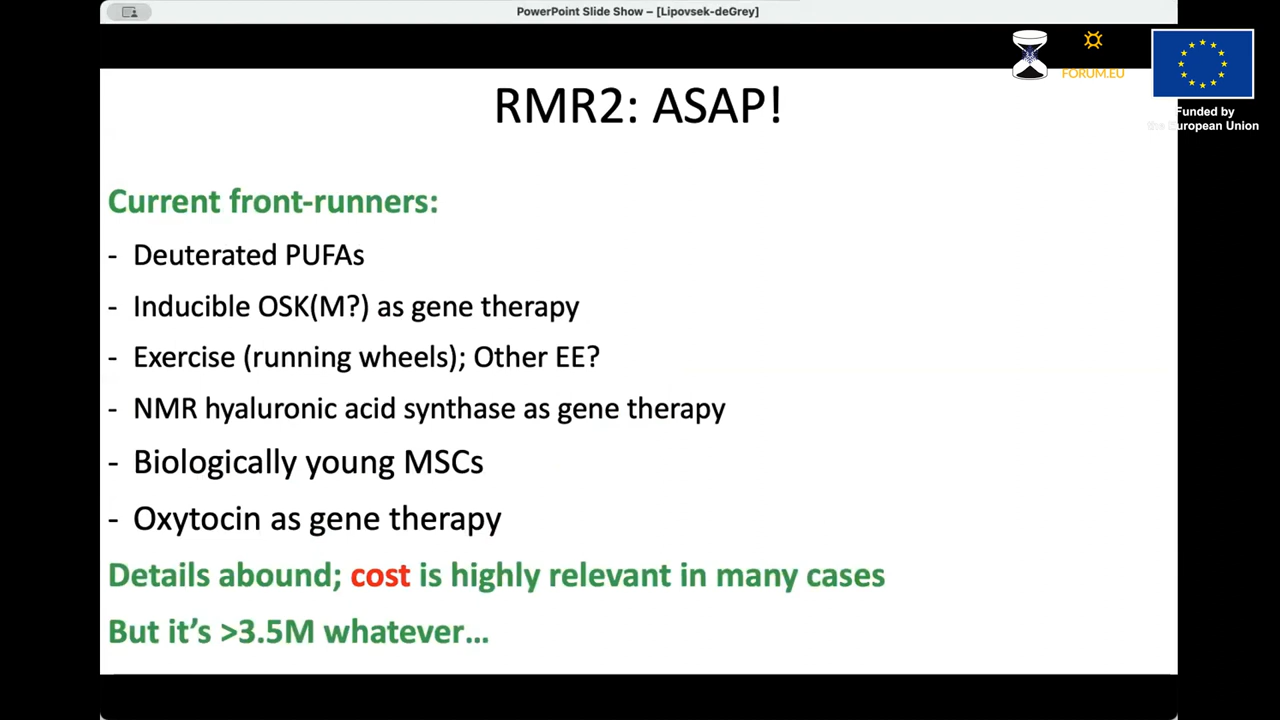 PowerPoint Slide Show – [Lipovsek-deGrey]
FORUM.EU
Funded by
the European Union
RMR2: ASAP!
Current front-runners:
- Deuterated PUFAs
- Inducible OSK(M?) as gene therapy
- Exercise (running wheels); Other EE?
- NMR hyaluronic acid synthase as gene therapy
- Biologically young MSCs
- Oxytocin as gene therapy
Details abound; cost is highly relevant in many cases
But it's >3.5M whatever…